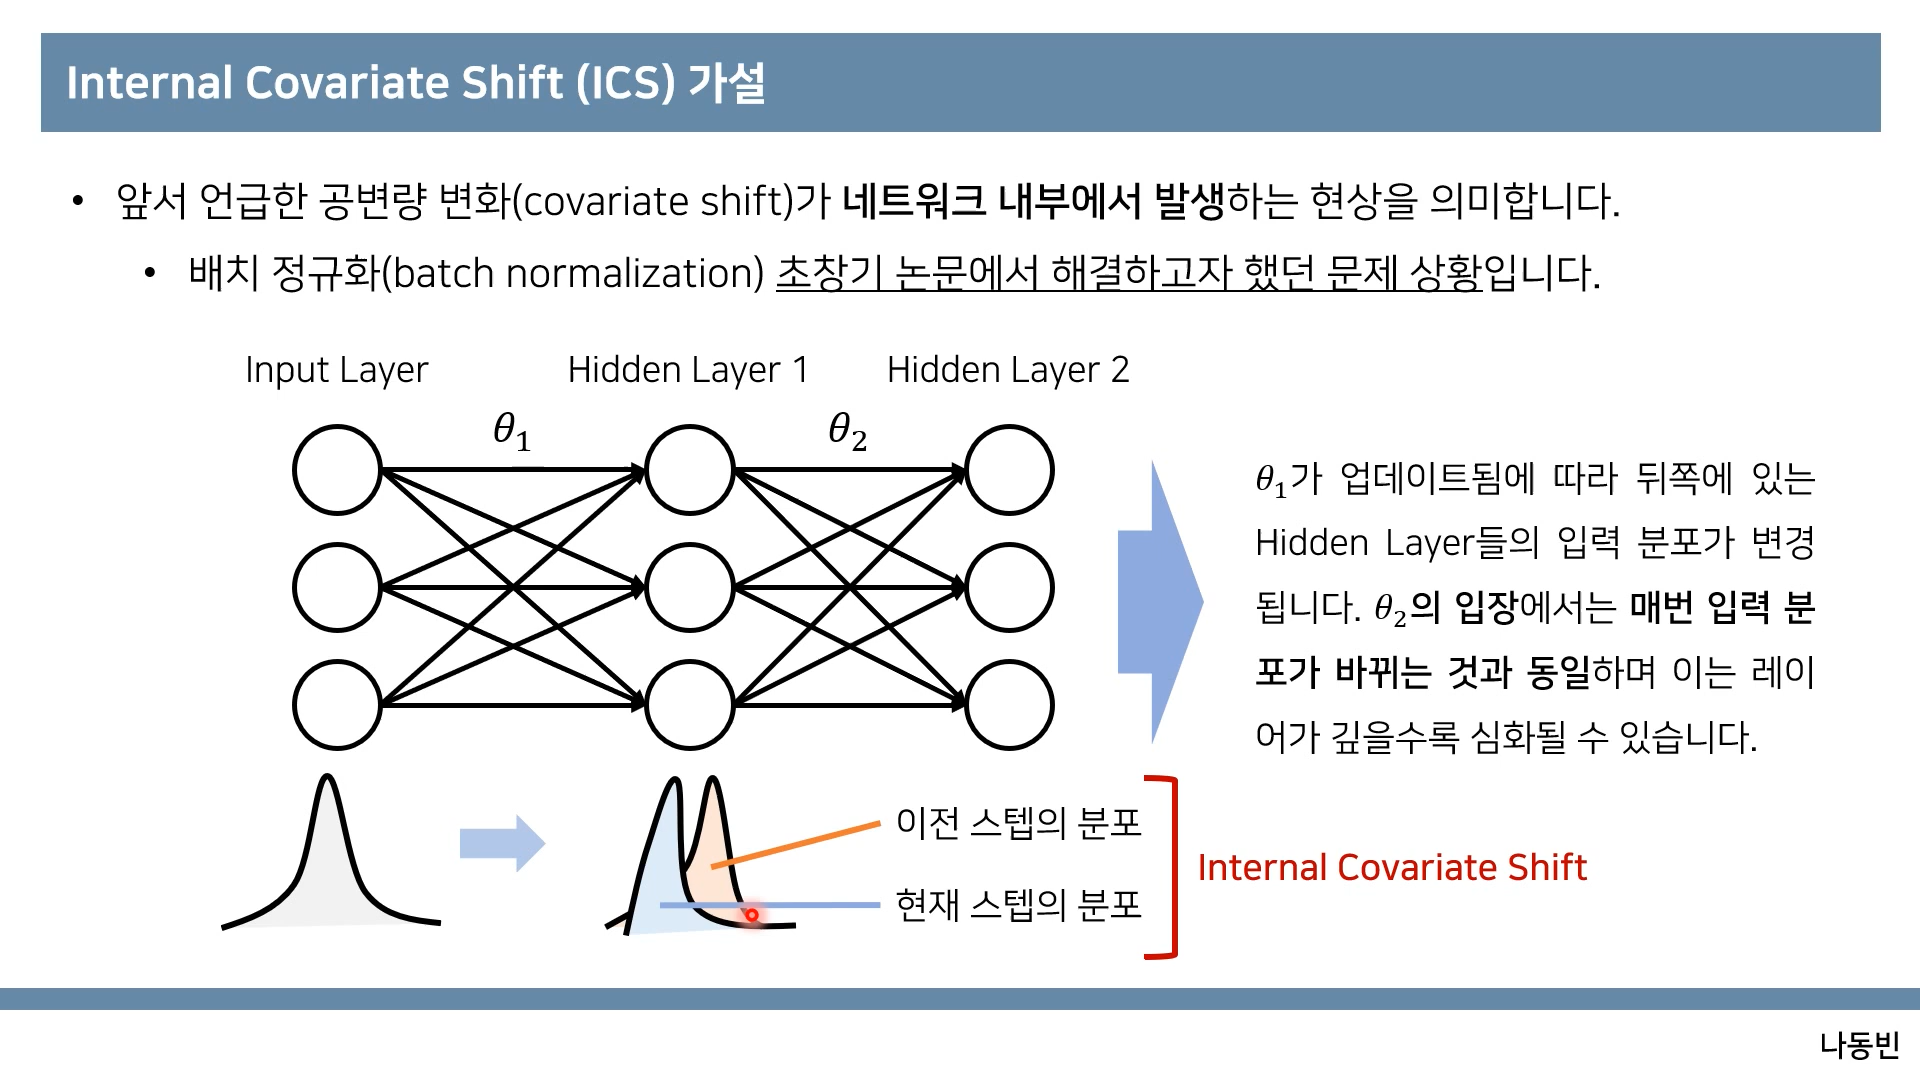 Internal Covariate Shift (ICS) 가설
• 앞서 언급한 공변량 변화(covariate shift)가 네트워크 내부에서 발생하는 현상을 의미합니다.
• 배치 정규화(batch normalization) 초창기 논문에서 해결하고자 했던 문제 상황입니다.
Input Layer
Hidden Layer 1
Hidden Layer 2
θ₁
θ₂
θ₁가 업데이트됨에 따라 뒤쪽에 있는
Hidden Layer들의 입력 분포가 변경
됩니다. θ₂의 입장에서는 매번 입력 분
포가 바뀌는 것과 동일하며 이는 레이
어가 깊을수록 심화될 수 있습니다.
이전 스텝의 분포
현재 스텝의 분포
Internal Covariate Shift
나동빈